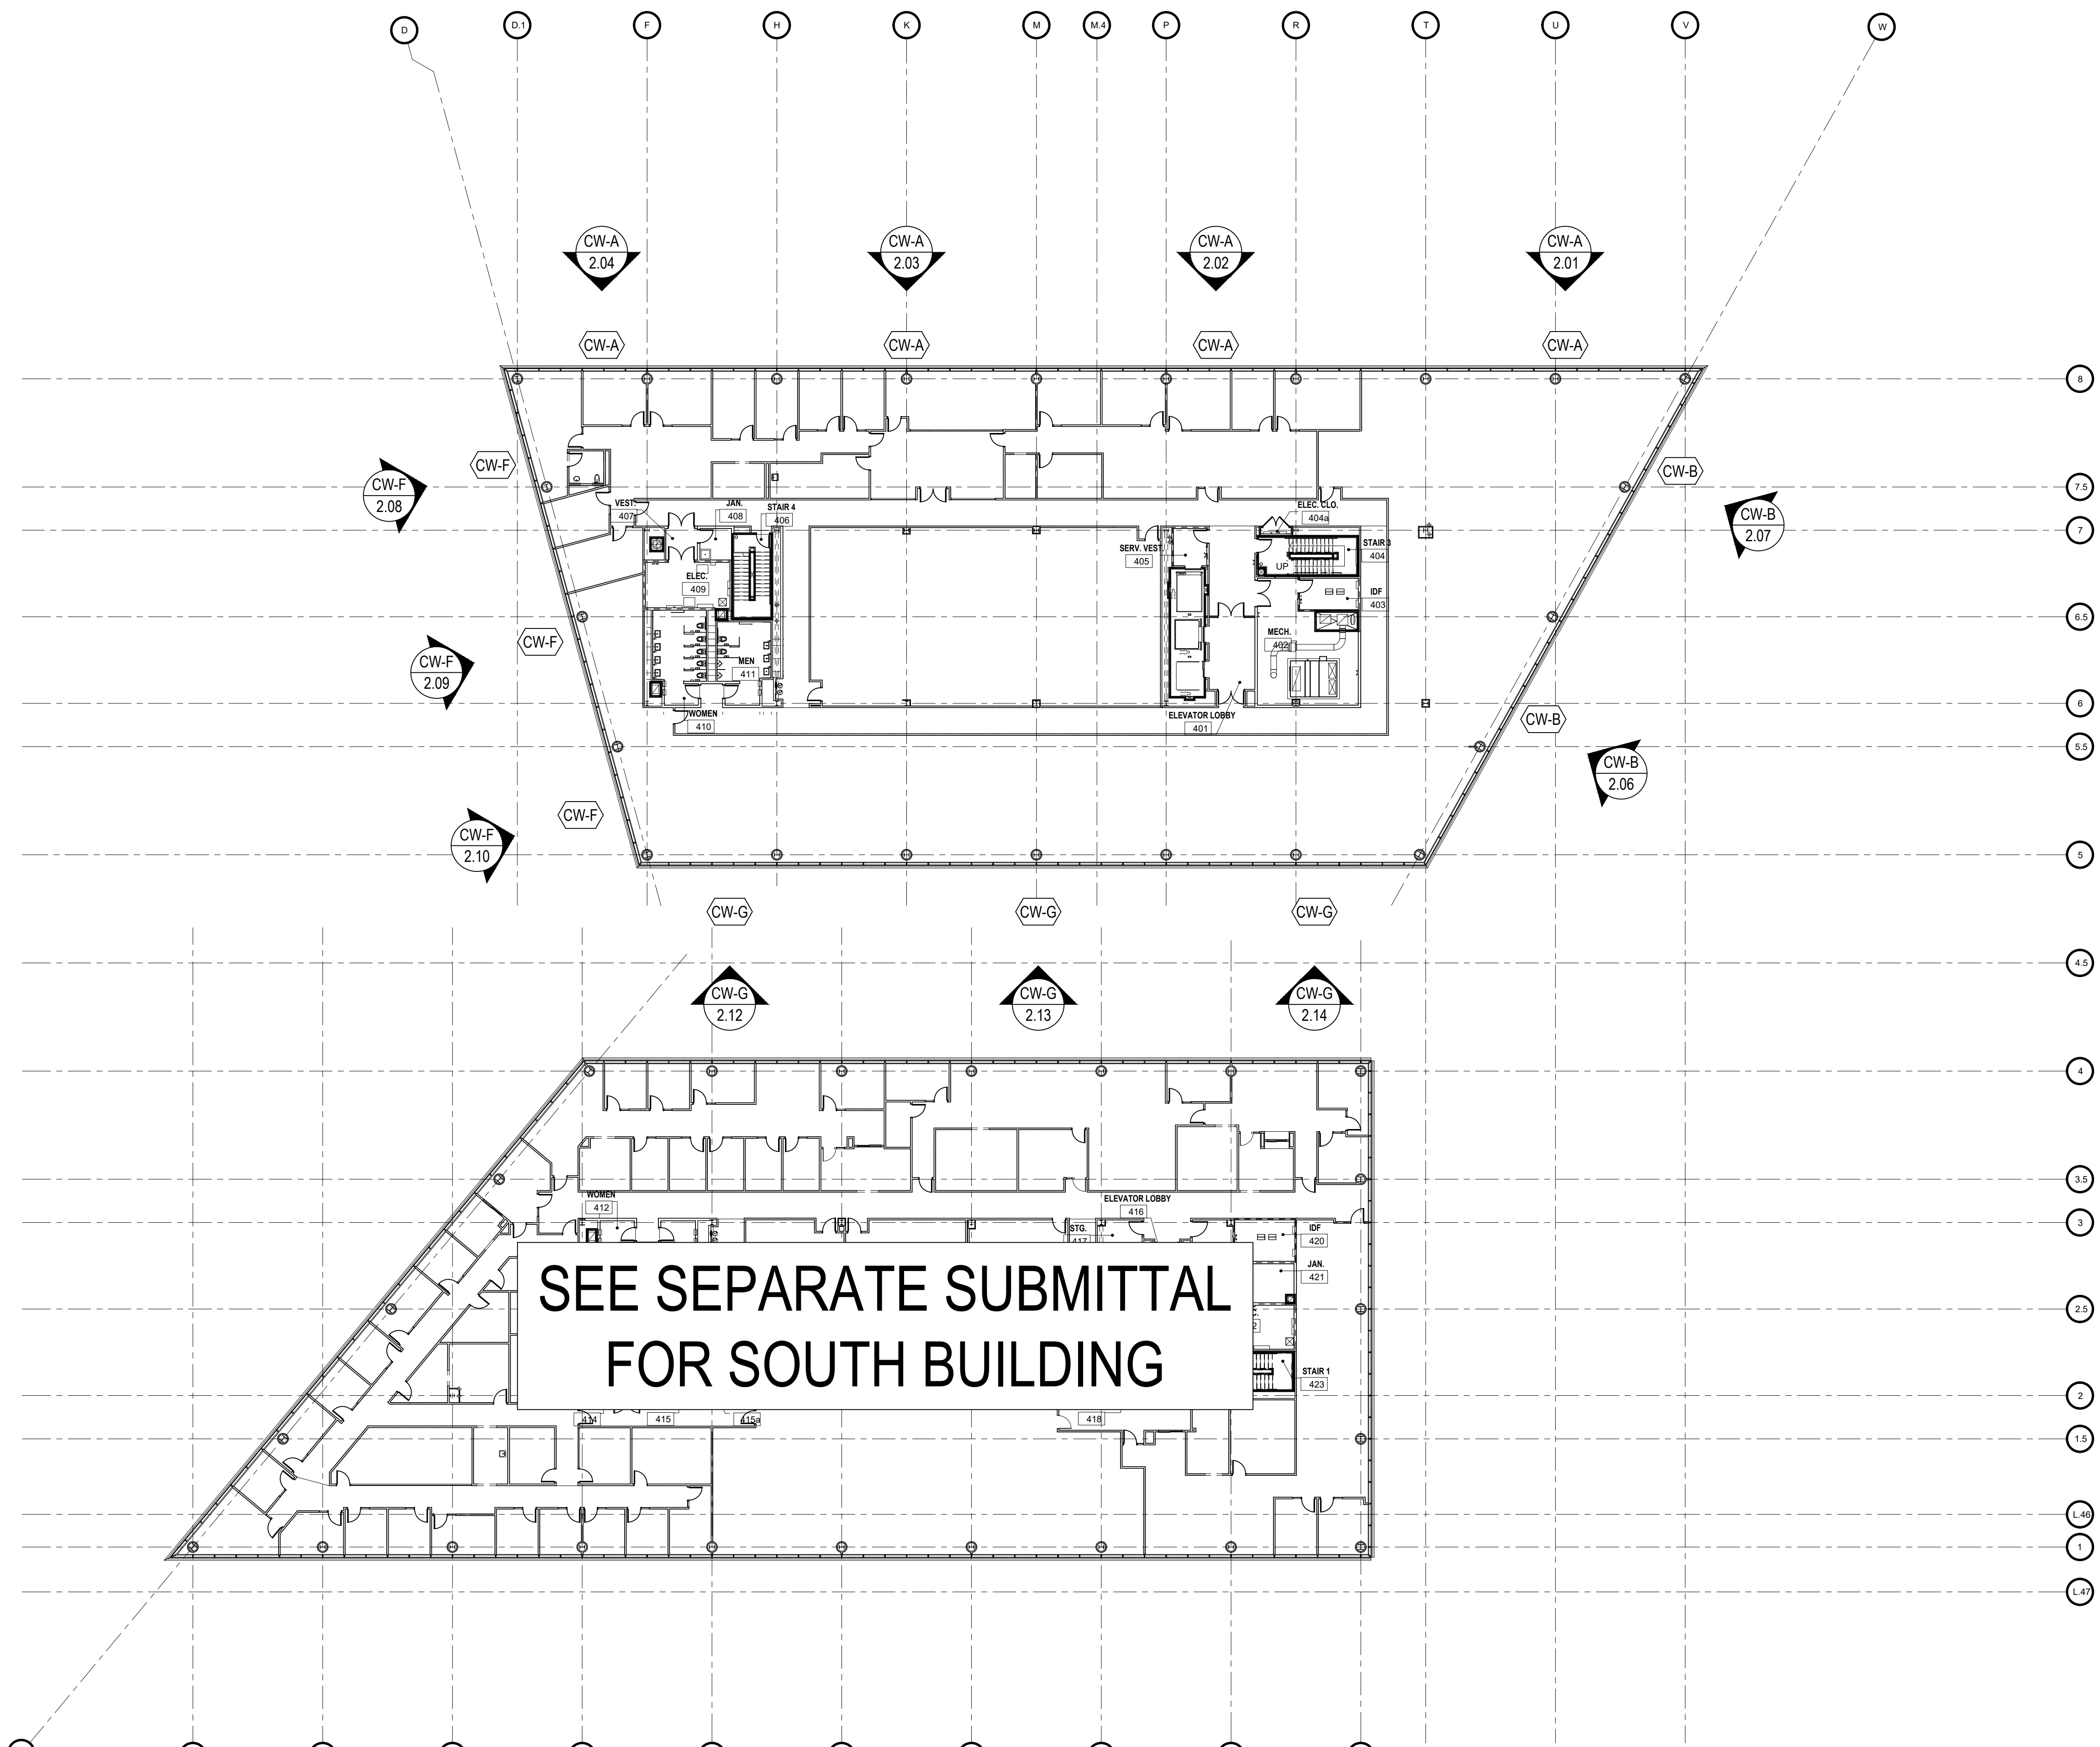 D
D.1
F
H
K
M
M.4
P
R
T
U
V
W
CW-A
2.04
CW-A
2.03
CW-A
2.02
CW-A
2.01
CW-A
CW-A
CW-A
CW-A
8
CW-F
CW-B
CW-F
2.08
7.5
CW-B
2.07
VEST.
407
JAN.
408
STAIR 4
406
ELEC. CLO.
404a
7
SERV. VEST.
405
STAIR 3
404
UP
ELEC.
409
IDF
403
6.5
CW-F
CW-F
2.09
MEN
411
MECH.
402
6
WOMEN
410
ELEVATOR LOBBY
401
CW-B
5.5
CW-B
2.06
CW-F
CW-F
2.10
5
CW-G
CW-G
CW-G
4.5
CW-G
2.12
CW-G
2.13
CW-G
2.14
4
3.5
WOMEN
412
ELEVATOR LOBBY
416
3
STG.
417
IDF
420
JAN.
421
SEE SEPARATE SUBMITTAL
FOR SOUTH BUILDING
2.5
2
STAIR 1
423
2
414
415
415a
418
1.5
L.46
1
L.47